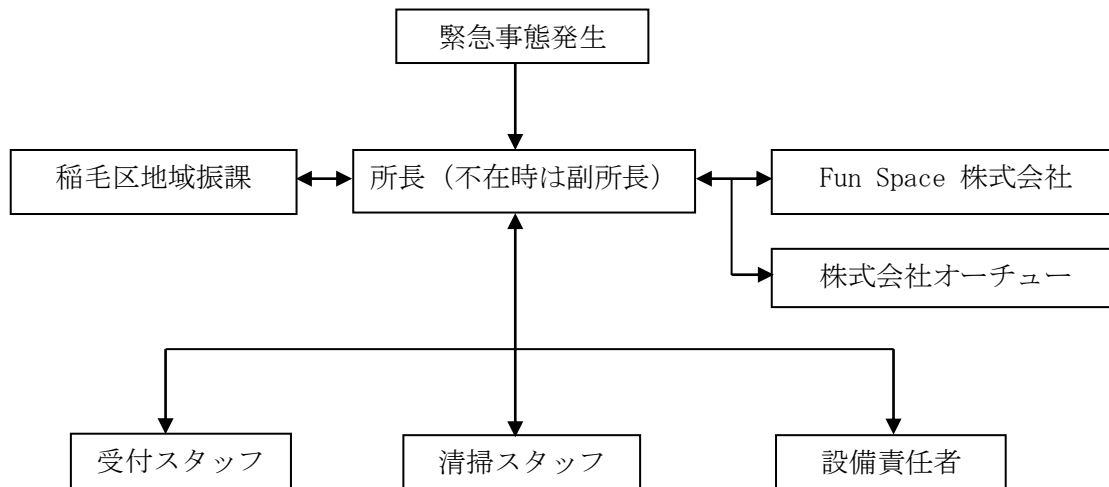 緊急事態発生
稲毛区地域振課
所長（不在時は副所長）
Fun Space 株式会社
株式会社オーチュー
受付スタッフ
清掃スタッフ
設備責任者